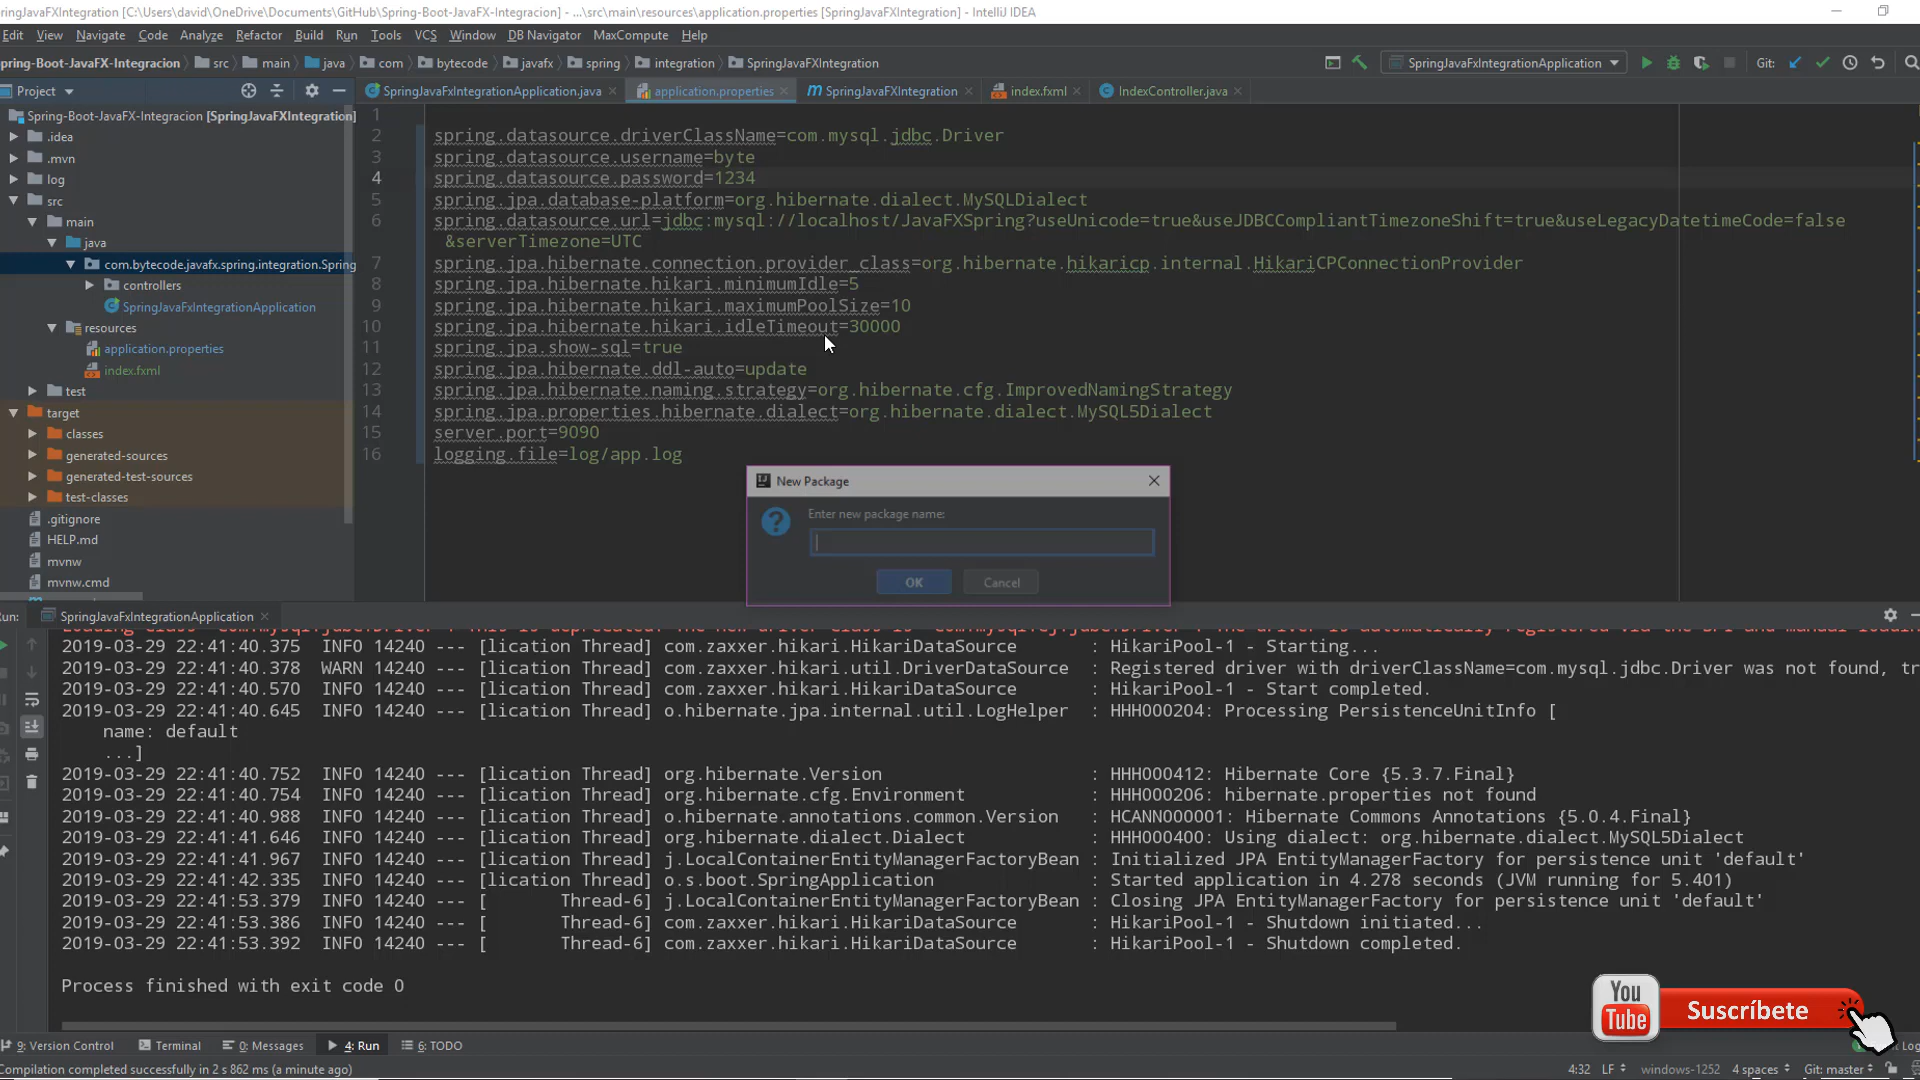 ringJavaFXIntegration [C:\Users\david\OneDrive\Documents\GitHub\Spring-Boot-JavaFX-Integracion] - ...\src\main\resources\application.properties [SpringJavaFXIntegration] - IntelliJ IDEA
Edit View Navigate Code Analyze Refactor Build Run Tools VCS Window DB Navigator MaxCompute Help
pring-Boot-JavaFX-Integracion src main java com bytecode javafx spring integration SpringJavaFXIntegration SpringJavaFxIntegrationApplication Git:
Project SpringJavaFxIntegrationApplication.java application.properties SpringJavaFXIntegration index.fxml IndexController.java
Spring-Boot-JavaFX-Integracion [SpringJavaFXIntegration]
.idea
.mvn
log
src
main
java
com.bytecode.javafx.spring.integration.Spring
controllers
SpringJavaFxIntegrationApplication
resources
application.properties
index.fxml
test
target
classes
generated-sources
generated-test-sources
test-classes
.gitignore
HELP.md
mvnw
mvnw.cmd
1
2 spring.datasource.driverClassName=com.mysql.jdbc.Driver
3 spring.datasource.username=byte
4 spring.datasource.password=1234
5 spring.jpa.database-platform=org.hibernate.dialect.MySQLDialect
6 spring.datasource.url=jdbc:mysql://localhost/JavaFXSpring?useUnicode=true&useJDBCCompliantTimezoneShift=true&useLegacyDatetimeCode=false
&serverTimezone=UTC
7 spring.jpa.hibernate.connection.provider_class=org.hibernate.hikaricp.internal.HikariCPConnectionProvider
8 spring.jpa.hibernate.hikari.minimumIdle=5
9 spring.jpa.hibernate.hikari.maximumPoolSize=10
10 spring.jpa.hibernate.hikari.idleTimeout=30000
11 spring.jpa.show-sql=true
12 spring.jpa.hibernate.ddl-auto=update
13 spring.jpa.hibernate.naming_strategy=org.hibernate.cfg.ImprovedNamingStrategy
14 spring.jpa.properties.hibernate.dialect=org.hibernate.dialect.MySQL5Dialect
15 server.port=9090
16 logging.file=log/app.log
New Package
Enter new package name:
OK Cancel
Run: SpringJavaFxIntegrationApplication
2019-03-29 22:41:40.375 INFO 14240 --- [lication Thread] com.zaxxer.hikari.HikariDataSource : HikariPool-1 - Starting...
2019-03-29 22:41:40.378 WARN 14240 --- [lication Thread] com.zaxxer.hikari.util.DriverDataSource : Registered driver with driverClassName=com.mysql.jdbc.Driver was not found, tr
2019-03-29 22:41:40.570 INFO 14240 --- [lication Thread] com.zaxxer.hikari.HikariDataSource : HikariPool-1 - Start completed.
2019-03-29 22:41:40.645 INFO 14240 --- [lication Thread] o.hibernate.jpa.internal.util.LogHelper : HHH000204: Processing PersistenceUnitInfo [
name: default
...]
2019-03-29 22:41:40.752 INFO 14240 --- [lication Thread] org.hibernate.Version : HHH000412: Hibernate Core {5.3.7.Final}
2019-03-29 22:41:40.754 INFO 14240 --- [lication Thread] org.hibernate.cfg.Environment : HHH000206: hibernate.properties not found
2019-03-29 22:41:40.988 INFO 14240 --- [lication Thread] o.hibernate.annotations.common.Version : HCANN000001: Hibernate Commons Annotations {5.0.4.Final}
2019-03-29 22:41:41.646 INFO 14240 --- [lication Thread] org.hibernate.dialect.Dialect : HHH000400: Using dialect: org.hibernate.dialect.MySQL5Dialect
2019-03-29 22:41:41.967 INFO 14240 --- [lication Thread] j.LocalContainerEntityManagerFactoryBean : Initialized JPA EntityManagerFactory for persistence unit 'default'
2019-03-29 22:41:42.335 INFO 14240 --- [lication Thread] o.s.boot.SpringApplication : Started application in 4.278 seconds (JVM running for 5.401)
2019-03-29 22:41:53.379 INFO 14240 --- [ Thread-6] j.LocalContainerEntityManagerFactoryBean : Closing JPA EntityManagerFactory for persistence unit 'default'
2019-03-29 22:41:53.386 INFO 14240 --- [ Thread-6] com.zaxxer.hikari.HikariDataSource : HikariPool-1 - Shutdown initiated...
2019-03-29 22:41:53.392 INFO 14240 --- [ Thread-6] com.zaxxer.hikari.HikariDataSource : HikariPool-1 - Shutdown completed.
Process finished with exit code 0
You Tube Suscríbete
9: Version Control Terminal 0: Messages 4: Run 6: TODO Log
Compilation completed successfully in 2 s 862 ms (a minute ago) 4:32 LF windows-1252 4 spaces Git: master